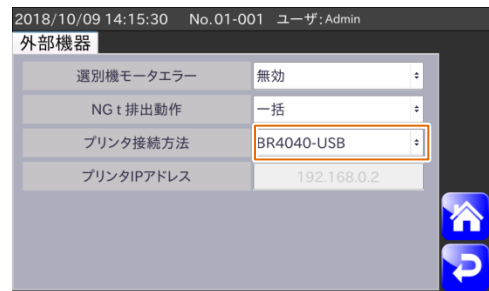 2018/10/09 14:15:30 No.01-001 ユーザ:Admin
外部機器
選別機モータエラー 無効
NGt排出動作 一括
プリンタ接続方法 BR4040-USB
プリンタIPアドレス 192.168.0.2